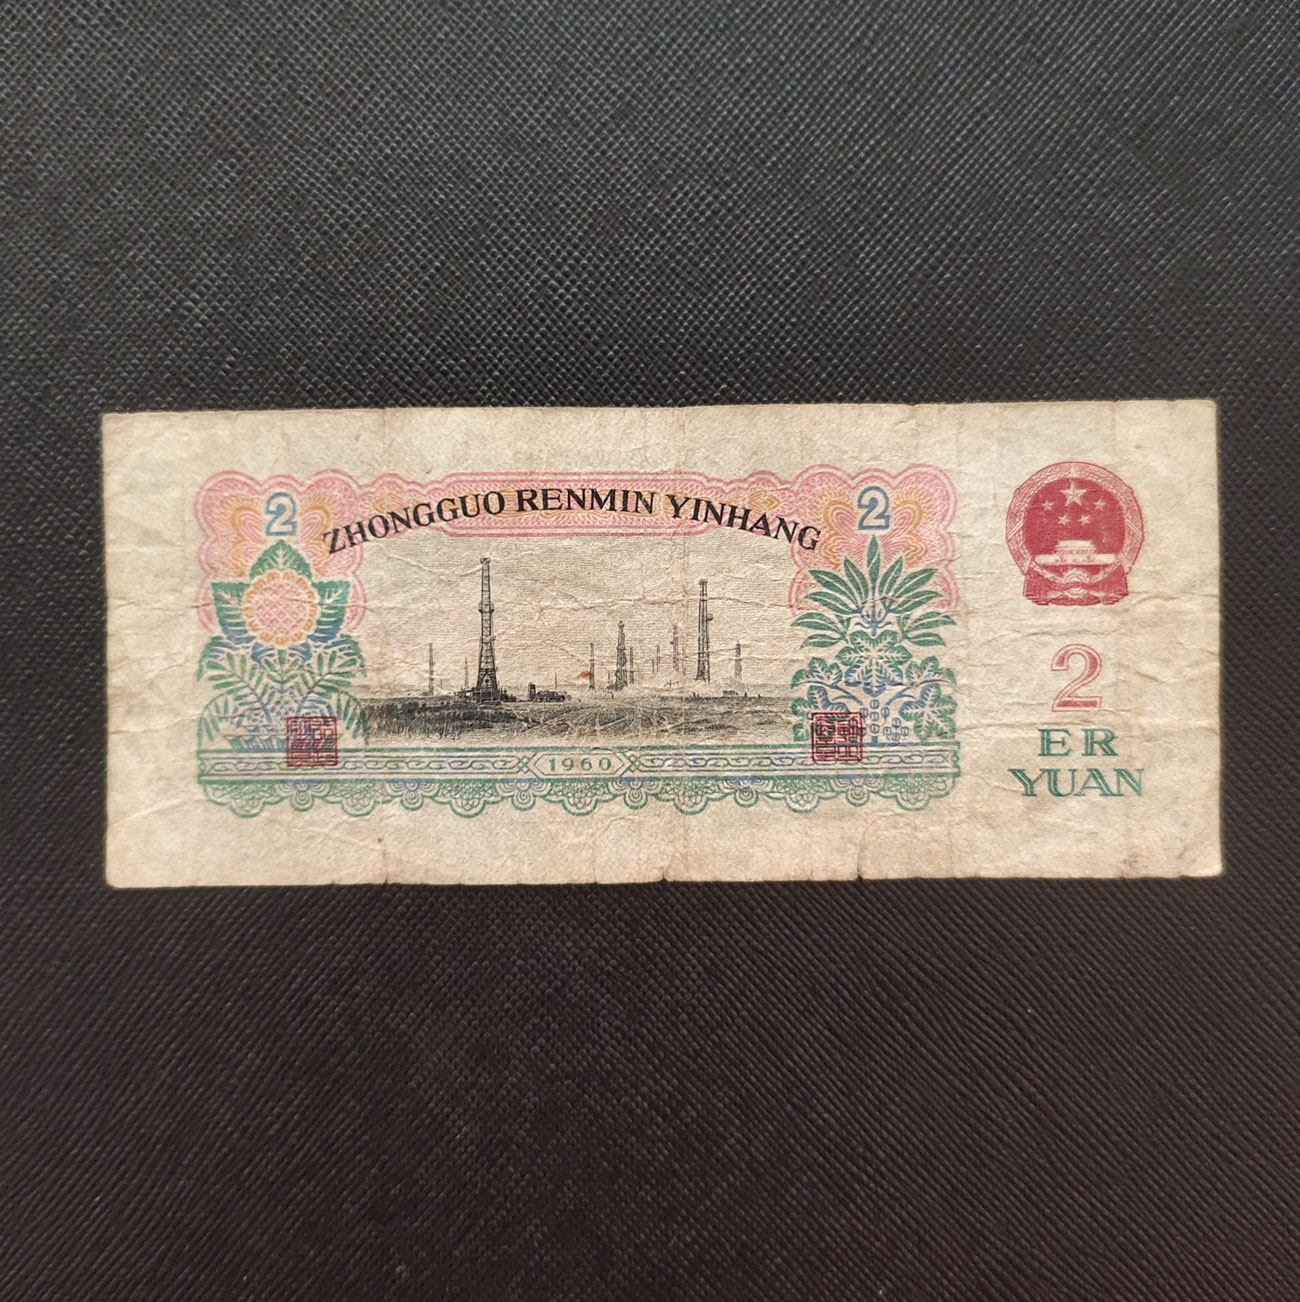 2 2
ZHONGGUO RENMIN YINHANG
2
ER
YUAN
1960